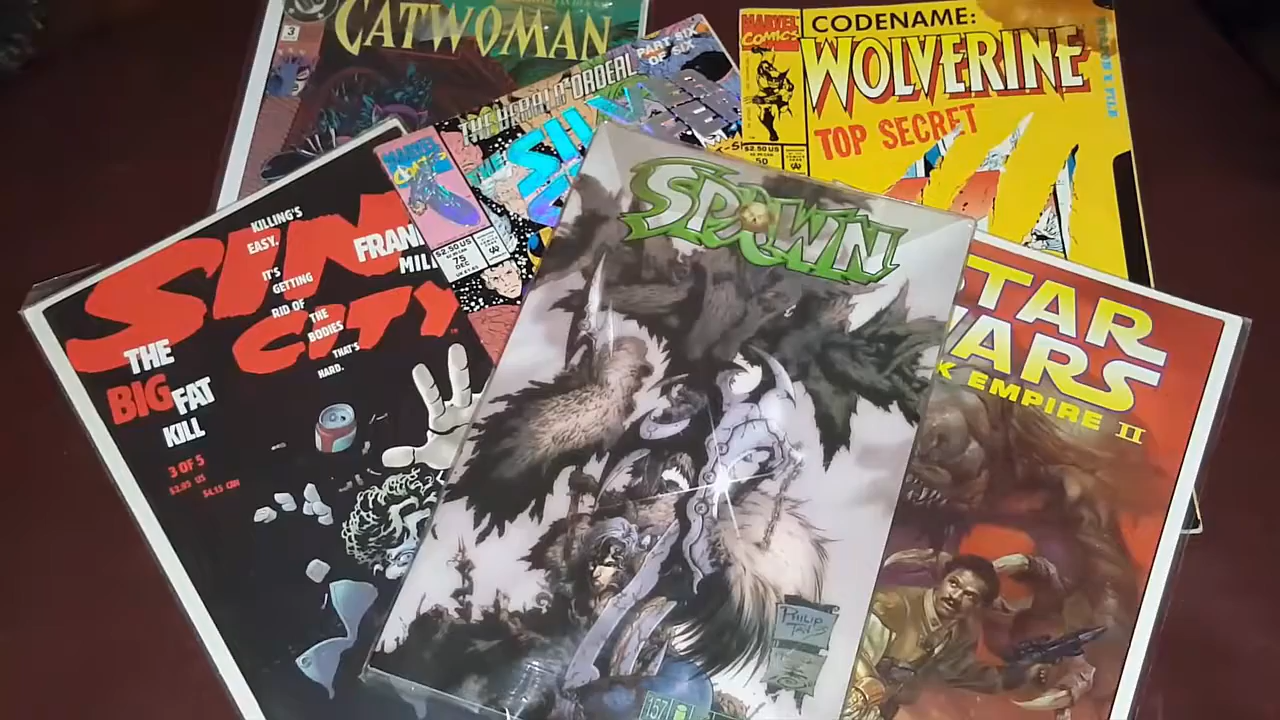 3
CATWOMAN
THE HERALD ORDEAL
PART SIX
OF SIX
MARVEL
COMICS
$2.50 US
75
DEC
MARVEL
COMICS
CODENAME:
WOLVERINE
TOP SECRET
$2.50 US
50
KILLING'S
EASY.
IT'S
GETTING
RID OF
THE
BODIES
THAT'S
HARD.
SIN
CITY
FRAN
MIL
THE
BIG FAT
KILL
3 OF 5
$2.95 US
$4.15 CAN
SPAWN
PHILIP
TAN
157
STAR
WARS
K EMPIRE II